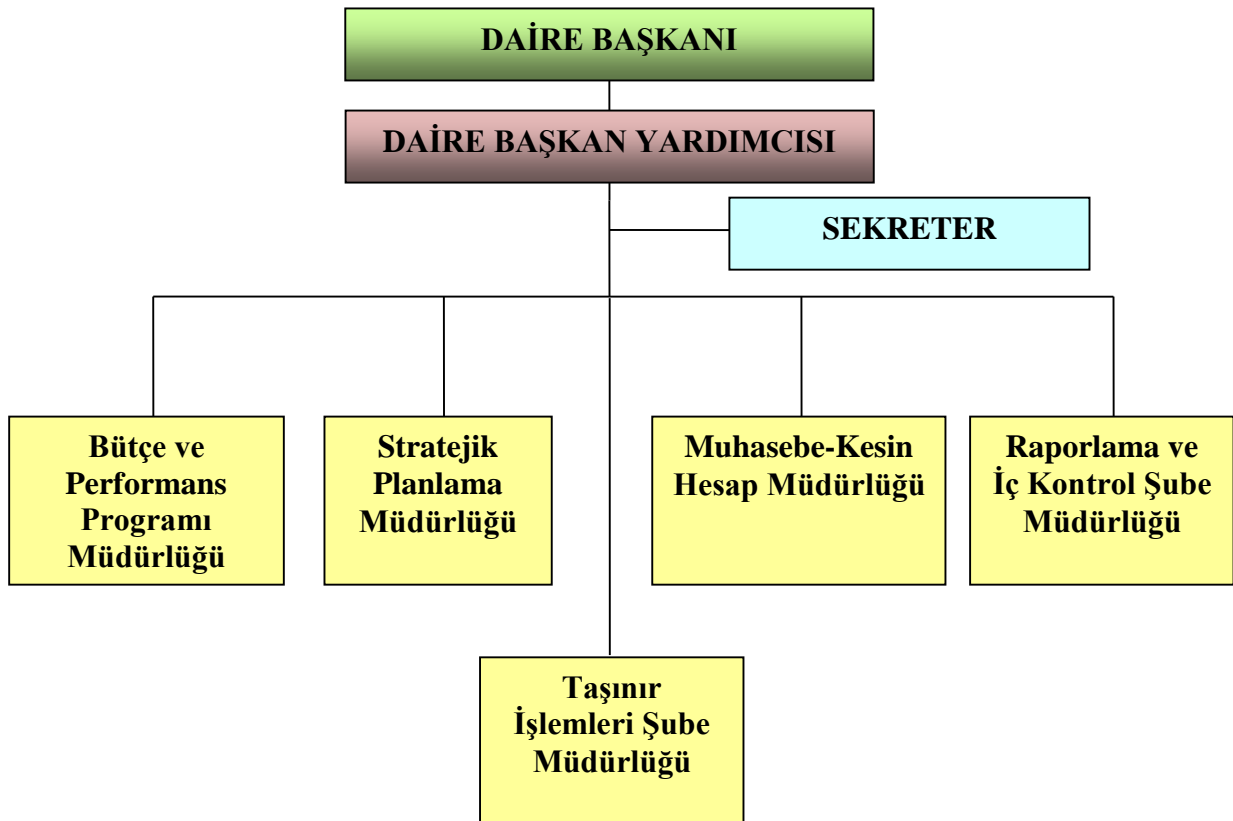 DAİRE BAŞKANI
DAİRE BAŞKAN YARDIMCISI
SEKRETER
Bütçe ve
Performans
Programı
Müdürlüğü
Stratejik
Planlama
Müdürlüğü
Muhasebe-Kesin
Hesap Müdürlüğü
Raporlama ve
İç Kontrol Şube
Müdürlüğü
Taşınır
İşlemleri Şube
Müdürlüğü